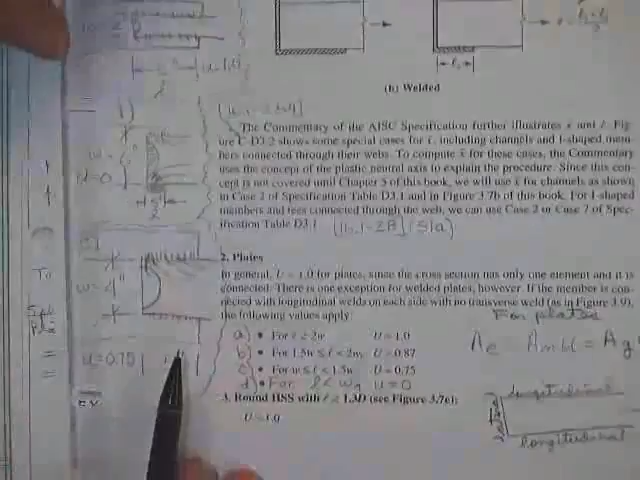 (b) Welded
The Commentary of the AISC Specification further illustrates x̄ and ℓ. Fig-
ure C-D3.2 shows some special cases for x̄, including channels and I-shaped mem-
bers connected through their webs. To compute x̄ for these cases, the Commentary
uses the concept of the plastic neutral axis to explain the procedure. Since this con-
cept is not covered until Chapter 5 of this book, we will use x̄ for channels as shown
in Case 2 of Specification Table D3.1 and in Figure 3.7b of this book. For I-shaped
members and tees connected through the web, we can use Case 2 or Case 7 of Spec-
ification Table D3.1
2. Plates
In general, U = 1.0 for plates, since the cross section has only one element and it is
connected. There is one exception for welded plates, however. If the member is con-
nected with longitudinal welds on each side with no transverse weld (as in Figure 3.9),
the following values apply:
For plates
a) • For ℓ ≥ 2w U = 1.0
b) • For 1.5w ≤ ℓ < 2w, U = 0.87
c) • For w ≤ ℓ < 1.5w U = 0.75
d) • For ℓ < w, u = 0
3. Round HSS with ℓ ≥ 1.3D (see Figure 3.7e):
U = 1.0
u = 0
w = 4"
u = 0.75
To
longitudinal
longitudinal